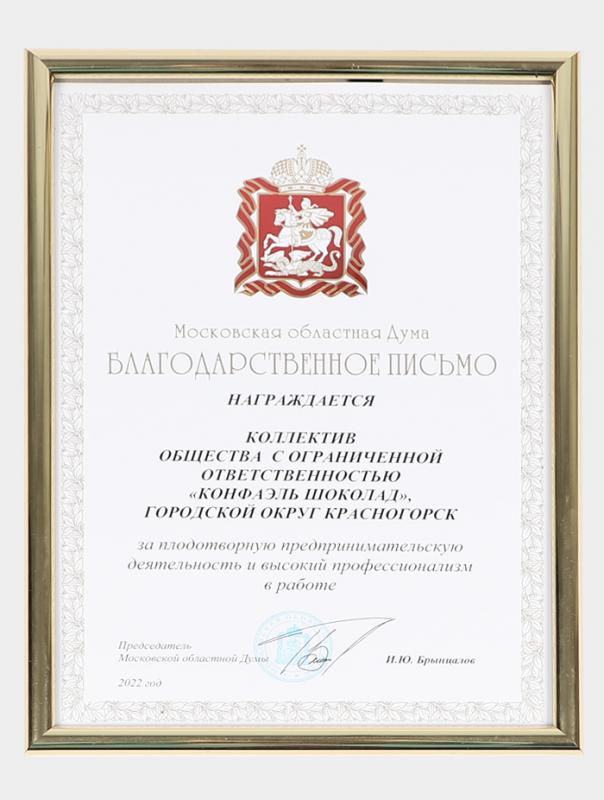 Московская областная Дума
БЛАГОДАРСТВЕННОЕ ПИСЬМО
НАГРАЖДАЕТСЯ
КОЛЛЕКТИВ
ОБЩЕСТВА С ОГРАНИЧЕННОЙ
ОТВЕТСТВЕННОСТЬЮ
«КОНФАЭЛЬ ШОКОЛАД»,
ГОРОДСКОЙ ОКРУГ КРАСНОГОРСК
за плодотворную предпринимательскую
деятельность и высокий профессионализм
в работе
Председатель
Московской областной Думы
И.Ю. Брынцалов
2022 год